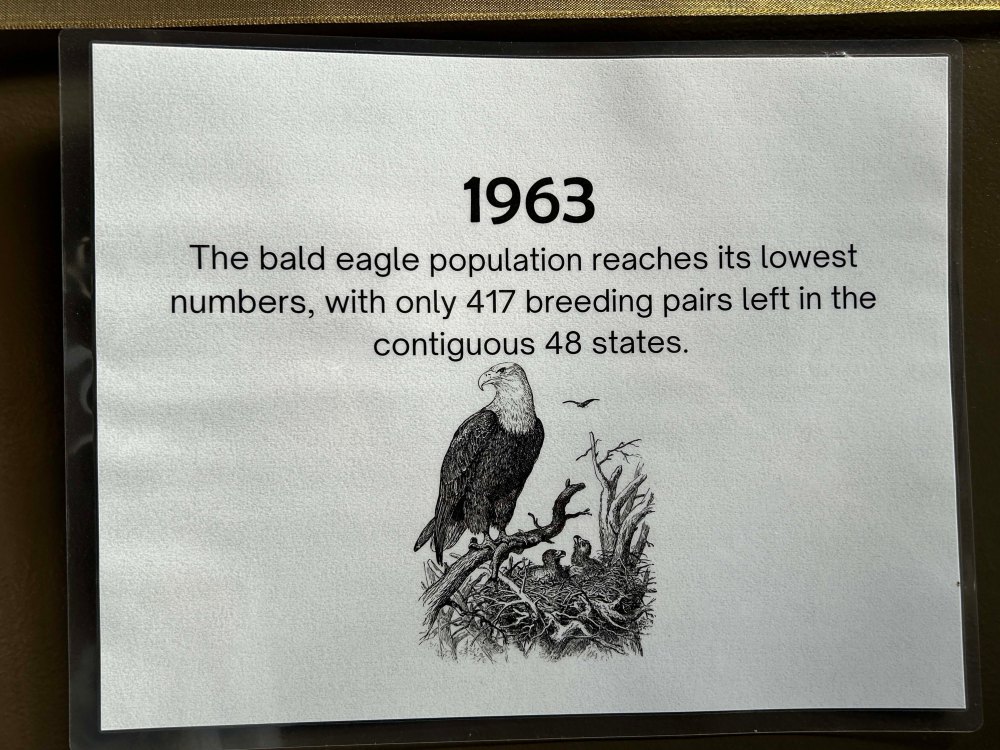 1963
The bald eagle population reaches its lowest
numbers, with only 417 breeding pairs left in the
contiguous 48 states.